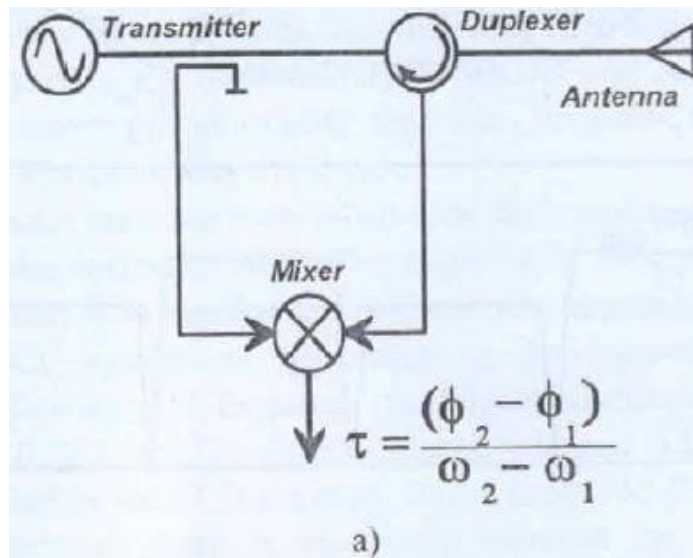 Transmitter
Duplexer
Antenna
Mixer
τ = (ϕ₂ − ϕ₁) / ω₂ − ω₁
a)